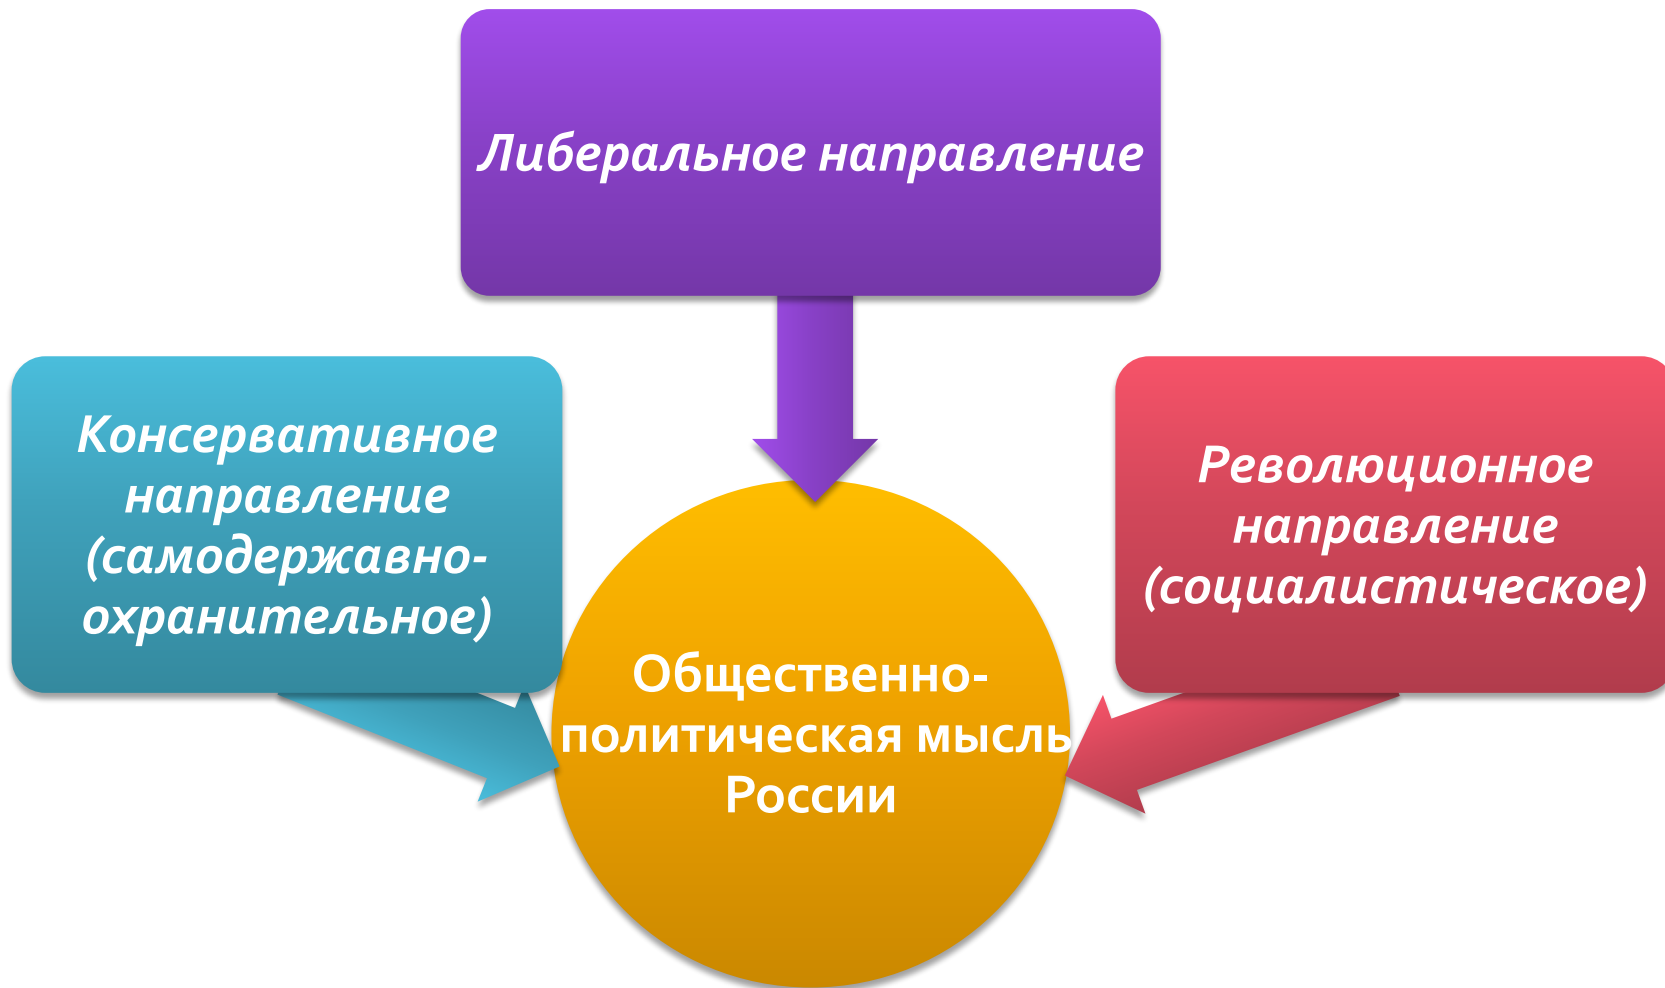 Либеральное направление
Консервативное
направление
(самодержавно-
охранительное)
Революционное
направление
(социалистическое)
Общественно-
политическая мысль
России